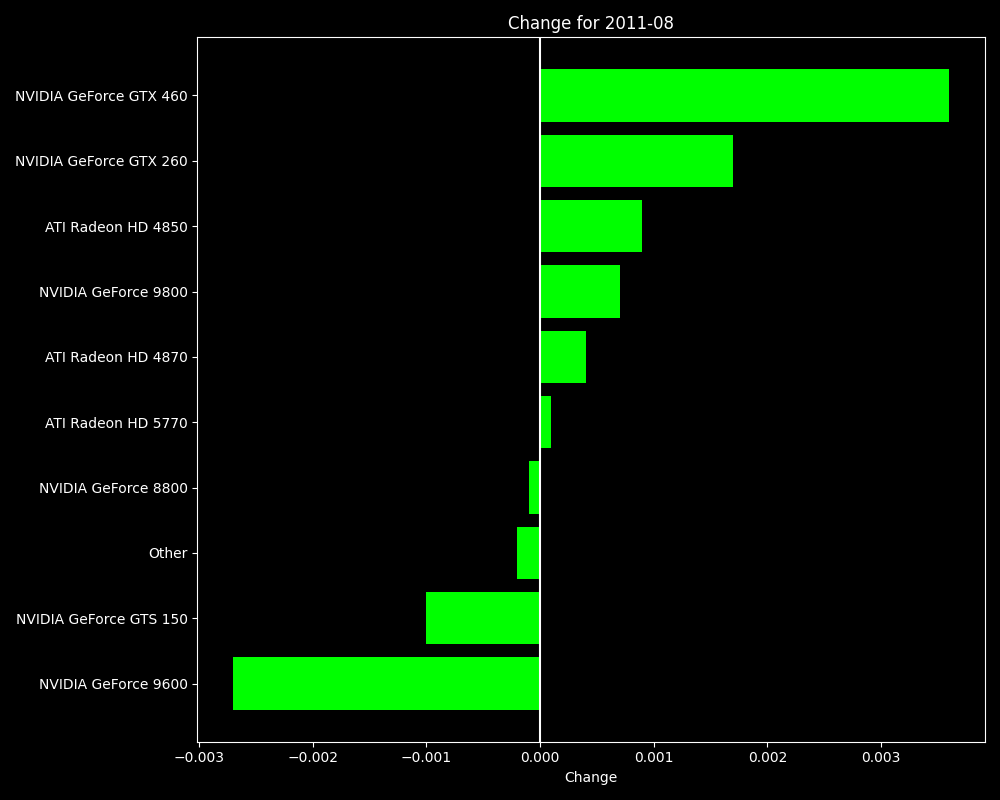 Change for 2011-08
NVIDIA GeForce GTX 460
NVIDIA GeForce GTX 260
ATI Radeon HD 4850
NVIDIA GeForce 9800
ATI Radeon HD 4870
ATI Radeon HD 5770
NVIDIA GeForce 8800
Other
NVIDIA GeForce GTS 150
NVIDIA GeForce 9600
−0.003 −0.002 −0.001 0.000 0.001 0.002 0.003
Change